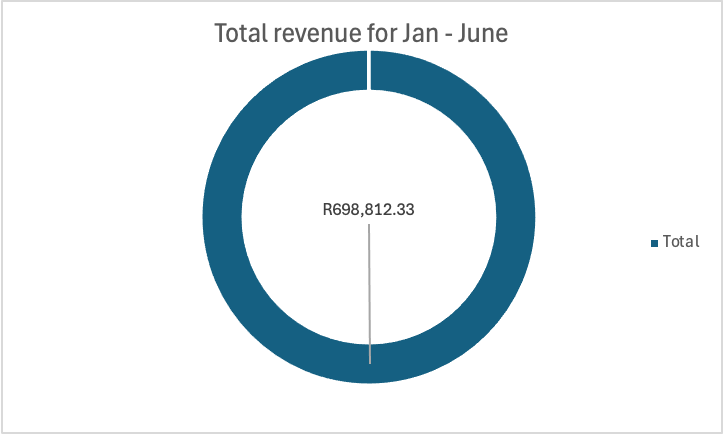 Total revenue for Jan - June
R698,812.33
Total